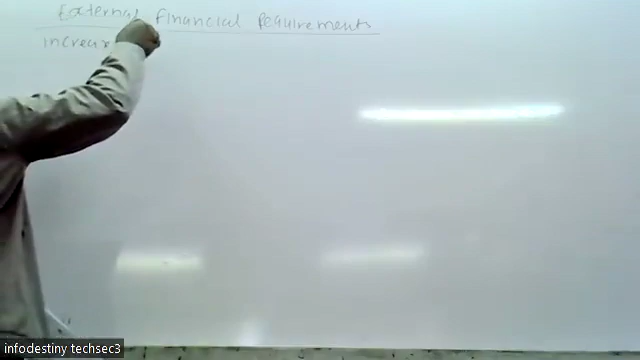 External Financial Requirements
increas
infodestiny techsec3